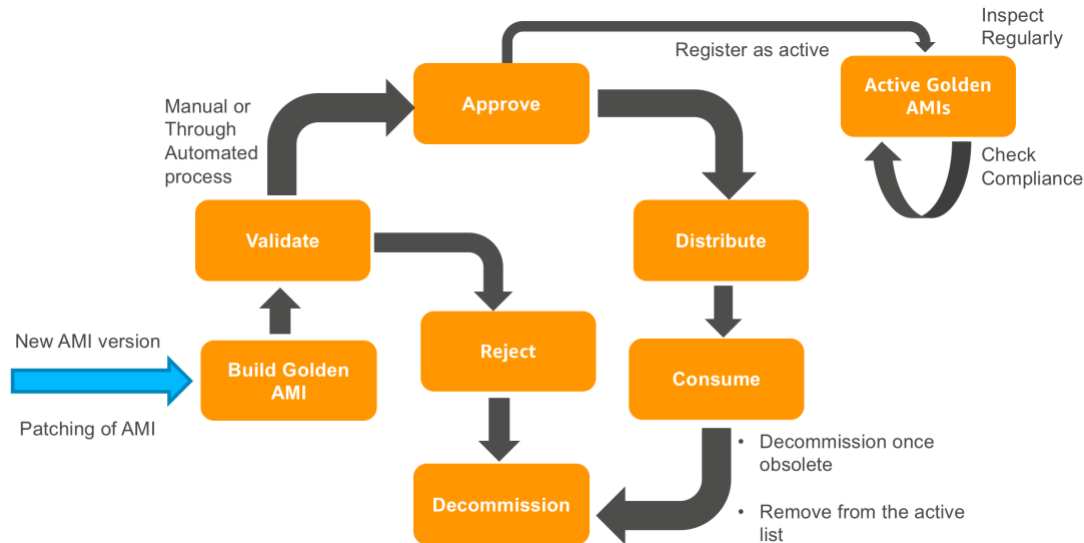 Inspect
Regularly
Register as active
Approve
Active Golden
AMIs
Manual or
Through
Automated
process
Check
Compliance
Validate
Distribute
New AMI version
Build Golden
AMI
Reject
Consume
Patching of AMI
• Decommission once
obsolete
Decommission
• Remove from the active
list